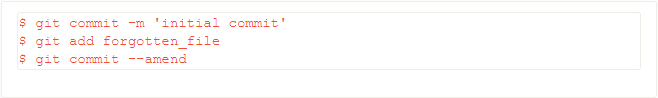 $ git commit -m 'initial commit'
$ git add forgotten_file
$ git commit --amend